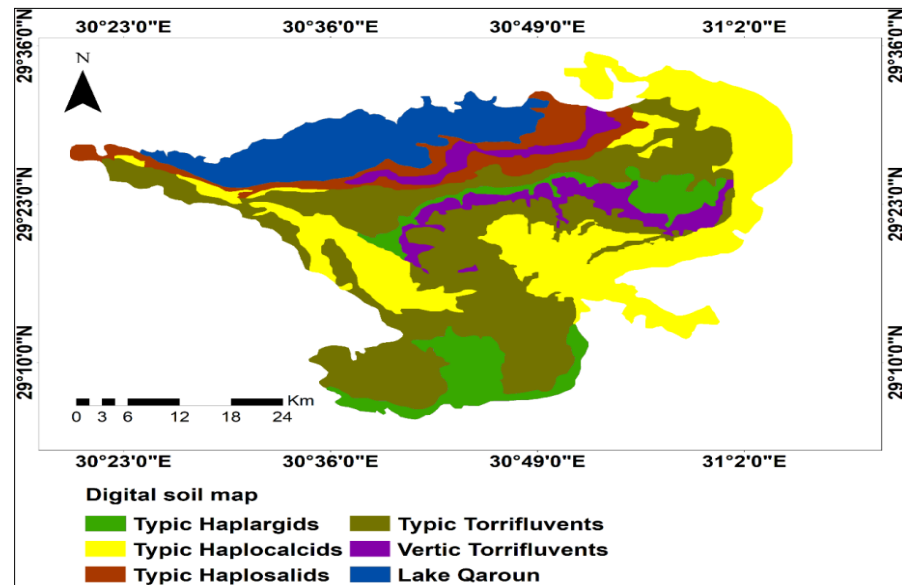 30°23'0"E 30°36'0"E 30°49'0"E 31°2'0"E
29°36'0"N 29°36'0"N
N
29°23'0"N 29°23'0"N
29°10'0"N 29°10'0"N
Km
0 3 6 12 18 24
30°23'0"E 30°36'0"E 30°49'0"E 31°2'0"E
Digital soil map
Typic Haplargids Typic Torrifluvents
Typic Haplocalcids Vertic Torrifluvents
Typic Haplosalids Lake Qaroun